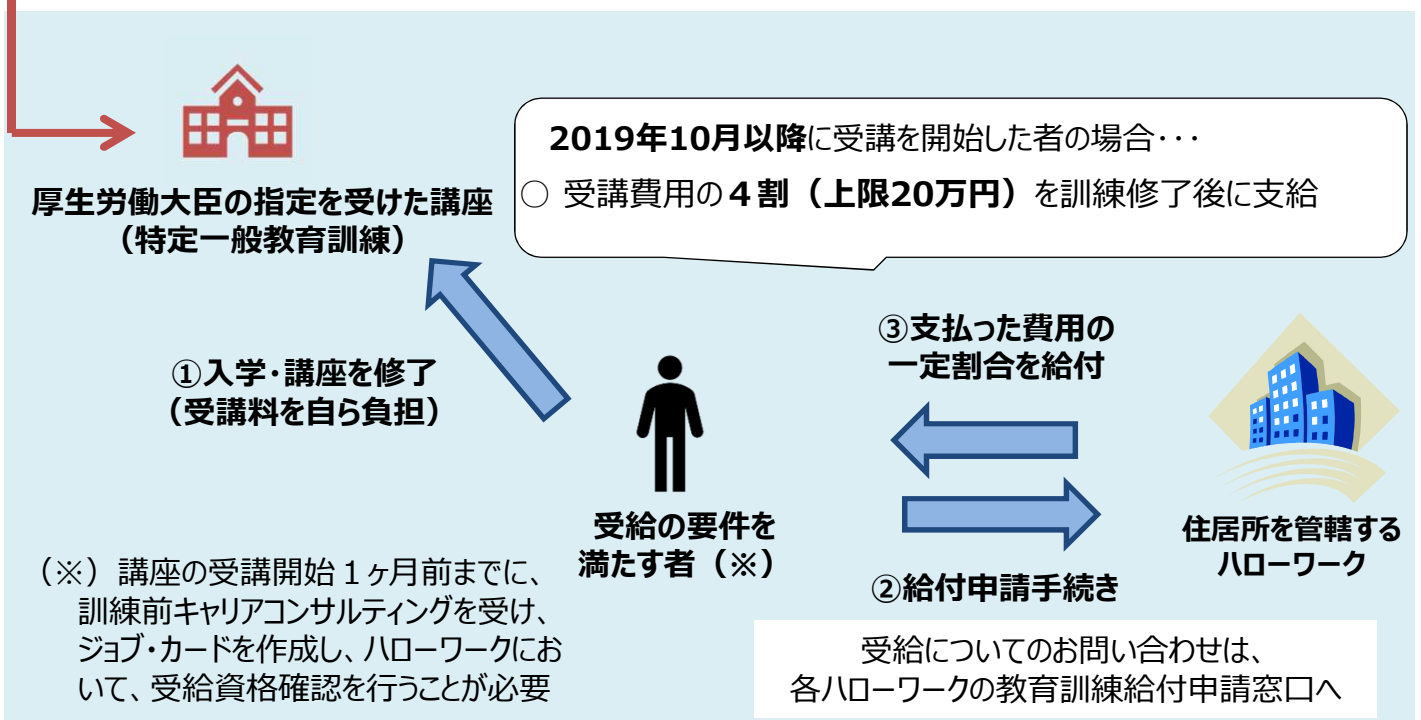 厚生労働大臣の指定を受けた講座
（特定一般教育訓練）
2019年10月以降に受講を開始した者の場合・・・
○ 受講費用の４割（上限20万円）を訓練修了後に支給
①入学・講座を修了
（受講料を自ら負担）
③支払った費用の
一定割合を給付
受給の要件を
満たす者（※）
②給付申請手続き
住居所を管轄する
ハローワーク
（※）講座の受講開始１ヶ月前までに、
訓練前キャリアコンサルティングを受け、
ジョブ・カードを作成し、ハローワークにお
いて、受給資格確認を行うことが必要
受給についてのお問い合わせは、
各ハローワークの教育訓練給付申請窓口へ